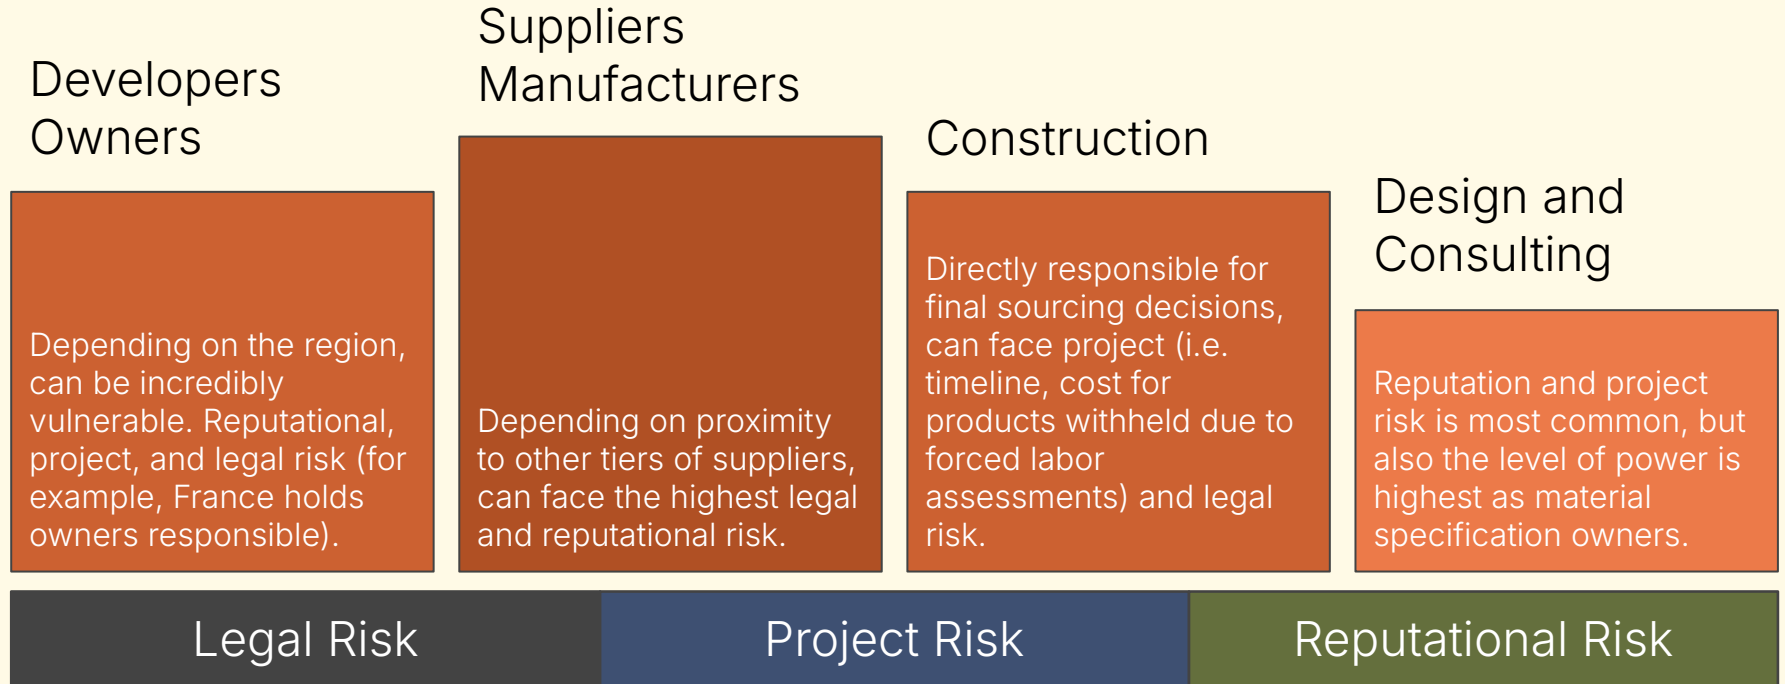 Developers
Owners
Depending on the region,
can be incredibly
vulnerable. Reputational,
project, and legal risk (for
example, France holds
owners responsible).
Suppliers
Manufacturers
Depending on proximity
to other tiers of suppliers,
can face the highest legal
and reputational risk.
Construction
Directly responsible for
final sourcing decisions,
can face project (i.e.
timeline, cost for
products withheld due to
forced labor
assessments) and legal
risk.
Design and
Consulting
Reputation and project
risk is most common, but
also the level of power is
highest as material
specification owners.
Legal Risk
Project Risk
Reputational Risk